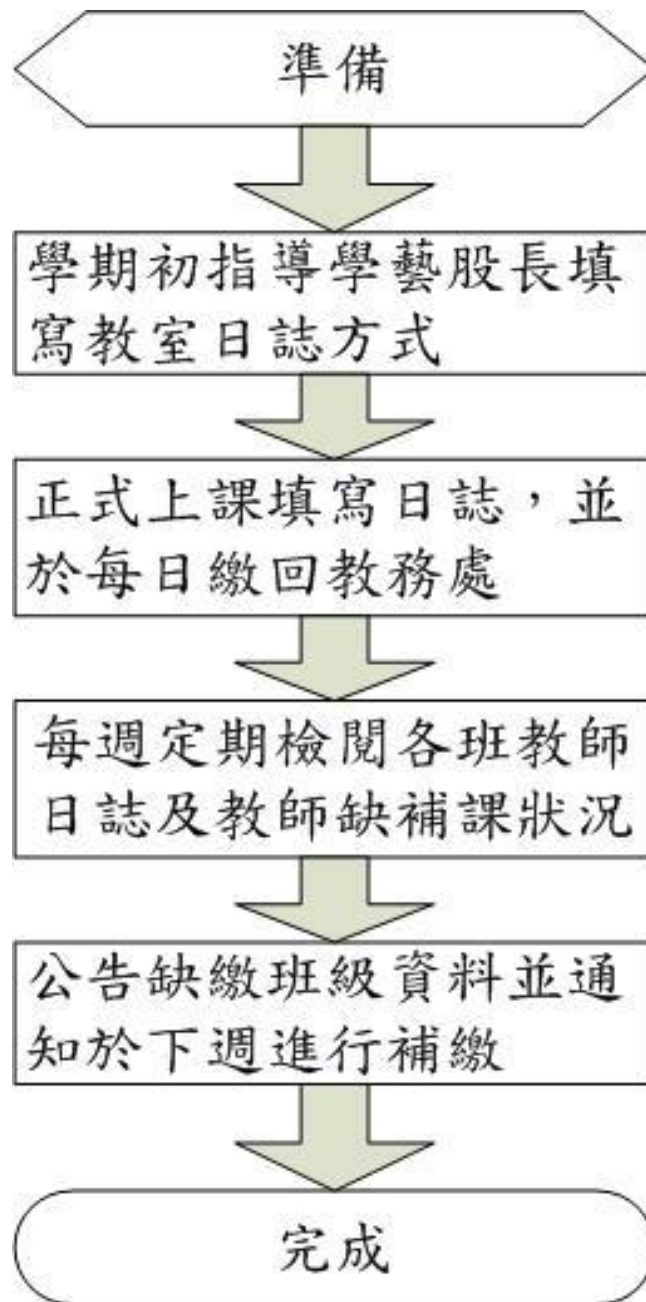 準備
學期初指導學藝股長填
寫教室日誌方式
正式上課填寫日誌，並
於每日繳回教務處
每週定期檢閱各班教師
日誌及教師缺補課狀況
公告缺繳班級資料並通
知於下週進行補繳
完成